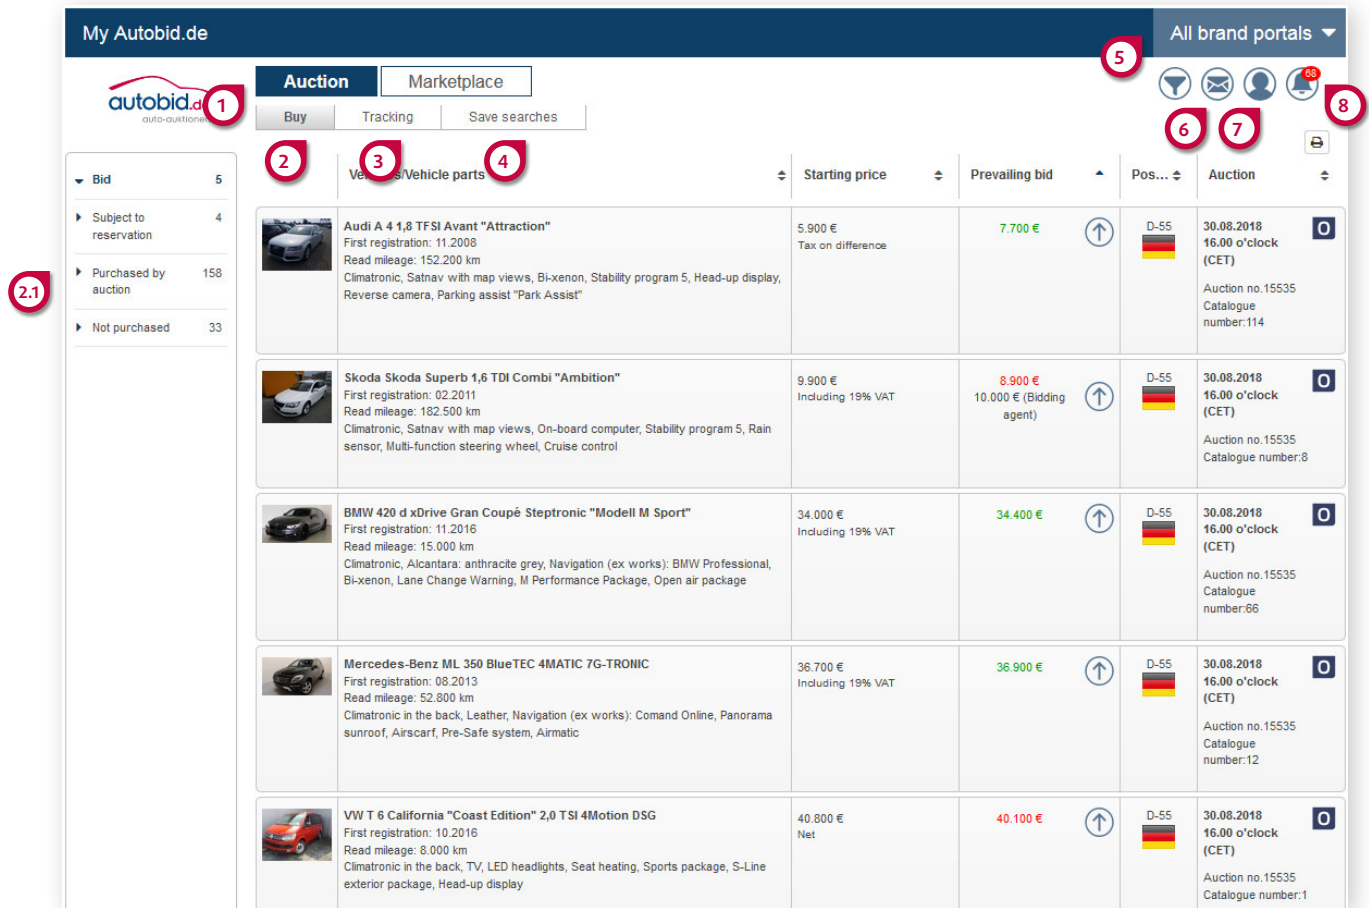 My Autobid.de
All brand portals
5
Auction
Marketplace
68
autobid.d
auto-auktione
1
8
Buy
Tracking
Save searches
6
7
2
3
4
Bid 5
Subject to 4
reservation
Purchased by 158
auction
Not purchased 33
2.1
Ve s/Vehicle parts
Starting price
Prevailing bid
Pos...
Auction
Audi A 4 1,8 TFSI Avant "Attraction"
First registration: 11.2008
Read mileage: 152.200 km
Climatronic, Satnav with map views, Bi-xenon, Stability program 5, Head-up display,
Reverse camera, Parking assist "Park Assist"
5.900 €
Tax on difference
7.700 €
D-55
30.08.2018
16.00 o'clock
(CET)
O
Auction no.15535
Catalogue
number:114
Skoda Skoda Superb 1,6 TDI Combi "Ambition"
First registration: 02.2011
Read mileage: 182.500 km
Climatronic, Satnav with map views, On-board computer, Stability program 5, Rain
sensor, Multi-function steering wheel, Cruise control
9.900 €
Including 19% VAT
8.900 €
10.000 € (Bidding
agent)
D-55
30.08.2018
16.00 o'clock
(CET)
O
Auction no.15535
Catalogue number:8
BMW 420 d xDrive Gran Coupé Steptronic "Modell M Sport"
First registration: 11.2016
Read mileage: 15.000 km
Climatronic, Alcantara: anthracite grey, Navigation (ex works): BMW Professional,
Bi-xenon, Lane Change Warning, M Performance Package, Open air package
34.000 €
Including 19% VAT
34.400 €
D-55
30.08.2018
16.00 o'clock
(CET)
O
Auction no.15535
Catalogue
number:66
Mercedes-Benz ML 350 BlueTEC 4MATIC 7G-TRONIC
First registration: 08.2013
Read mileage: 52.800 km
Climatronic in the back, Leather, Navigation (ex works): Comand Online, Panorama
sunroof, Airscarf, Pre-Safe system, Airmatic
36.700 €
Including 19% VAT
36.900 €
D-55
30.08.2018
16.00 o'clock
(CET)
O
Auction no.15535
Catalogue
number:12
VW T 6 California "Coast Edition" 2,0 TSI 4Motion DSG
First registration: 10.2016
Read mileage: 8.000 km
Climatronic in the back, TV, LED headlights, Seat heating, Sports package, S-Line
exterior package, Head-up display
40.800 €
Net
40.100 €
D-55
30.08.2018
16.00 o'clock
(CET)
O
Auction no.15535
Catalogue number:1